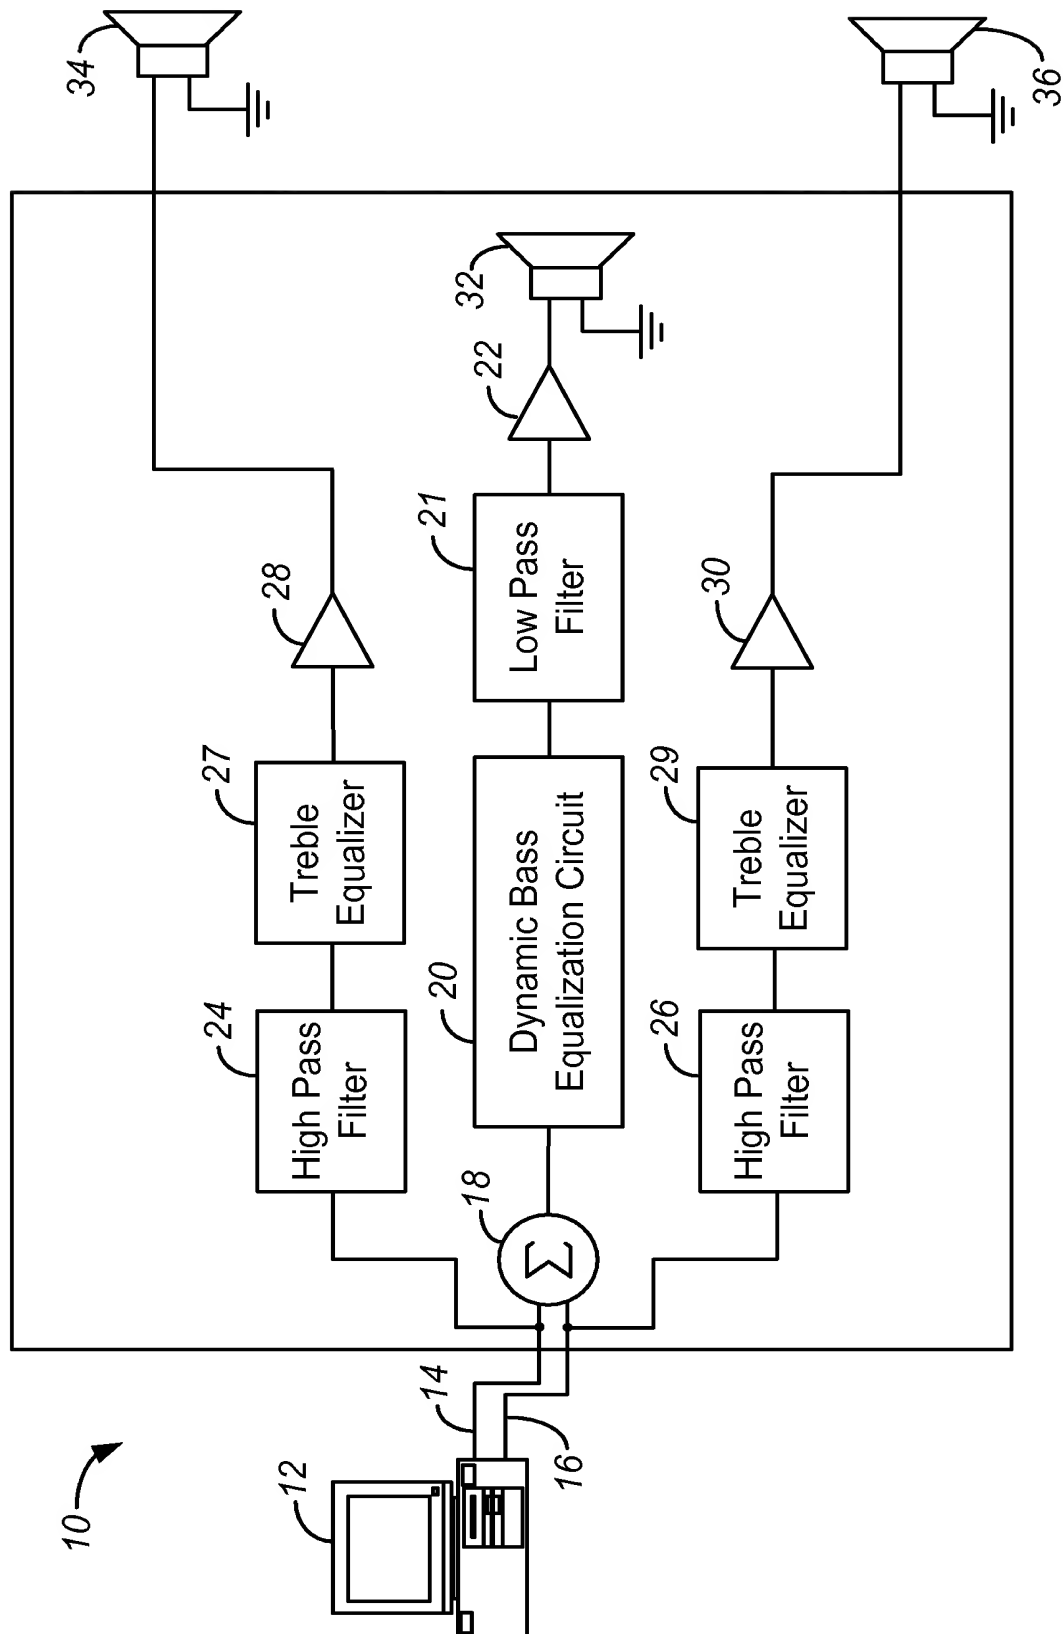 10
12
14
16
18
24
High Pass
Filter
27
Treble
Equalizer
28
34
20
Dynamic Bass
Equalization Circuit
21
Low Pass
Filter
22
32
26
High Pass
Filter
29
Treble
Equalizer
30
36
Σ